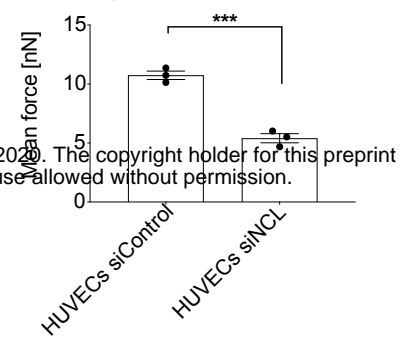 ***
15
10
5
0
Mean force [nN]
2020. The copyright holder for this preprint
use allowed without permission.
HUVECs siControl
HUVECs siNCL